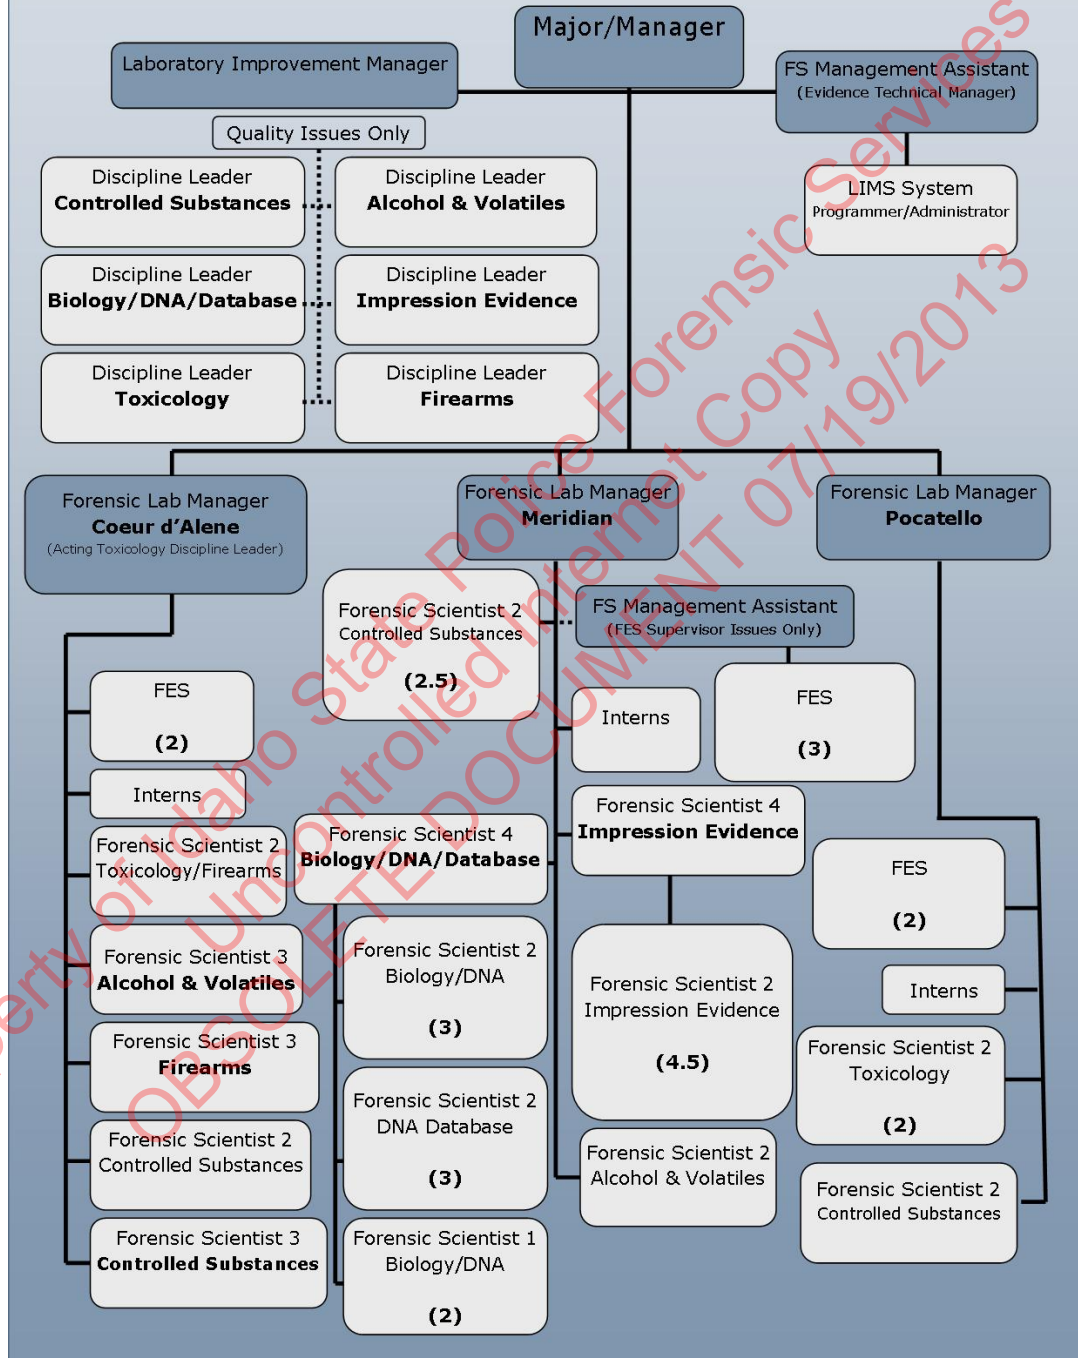 Major/Manager
Laboratory Improvement Manager
FS Management Assistant
(Evidence Technical Manager)
Quality Issues Only
LIMS System
Programmer/Administrator
Discipline Leader
Controlled Substances
Discipline Leader
Alcohol & Volatiles
Discipline Leader
Biology/DNA/Database
Discipline Leader
Impression Evidence
Discipline Leader
Toxicology
Discipline Leader
Firearms
Forensic Lab Manager
Coeur d’Alene
(Acting Toxicology Discipline Leader)
Forensic Lab Manager
Meridian
Forensic Lab Manager
Pocatello
FES
(2)
Interns
Forensic Scientist 2
Toxicology/Firearms
Forensic Scientist 3
Alcohol & Volatiles
Forensic Scientist 3
Firearms
Forensic Scientist 2
Controlled Substances
Forensic Scientist 3
Controlled Substances
Forensic Scientist 2
Controlled Substances
(2.5)
FS Management Assistant
(FES Supervisor Issues Only)
FES
(3)
Interns
Forensic Scientist 4
Biology/DNA/Database
Forensic Scientist 2
Biology/DNA
(3)
Forensic Scientist 2
DNA Database
(3)
Forensic Scientist 1
Biology/DNA
(2)
Forensic Scientist 4
Impression Evidence
Forensic Scientist 2
Impression Evidence
(4.5)
Forensic Scientist 2
Alcohol & Volatiles
FES
(2)
Interns
Forensic Scientist 2
Toxicology
(2)
Forensic Scientist 2
Controlled Substances
perty of Idaho State Police Forensic Services
Uncontrolled Internet Copy
OBSOLETE DOCUMENT 07/19/2013